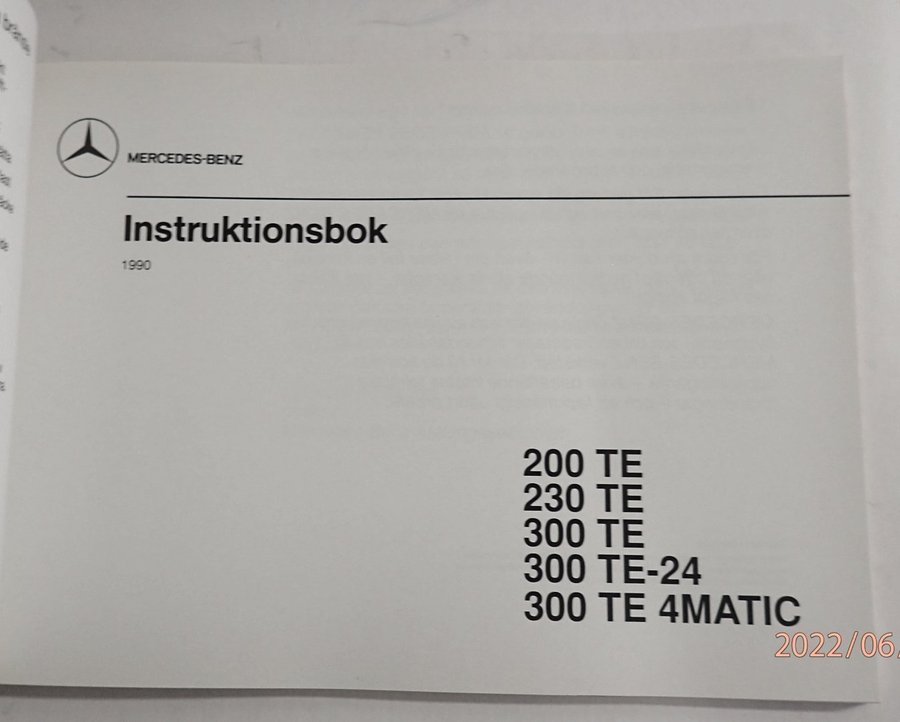 MERCEDES-BENZ
Instruktionsbok
1990
200 TE
230 TE
300 TE
300 TE-24
300 TE 4MATIC
2022/06